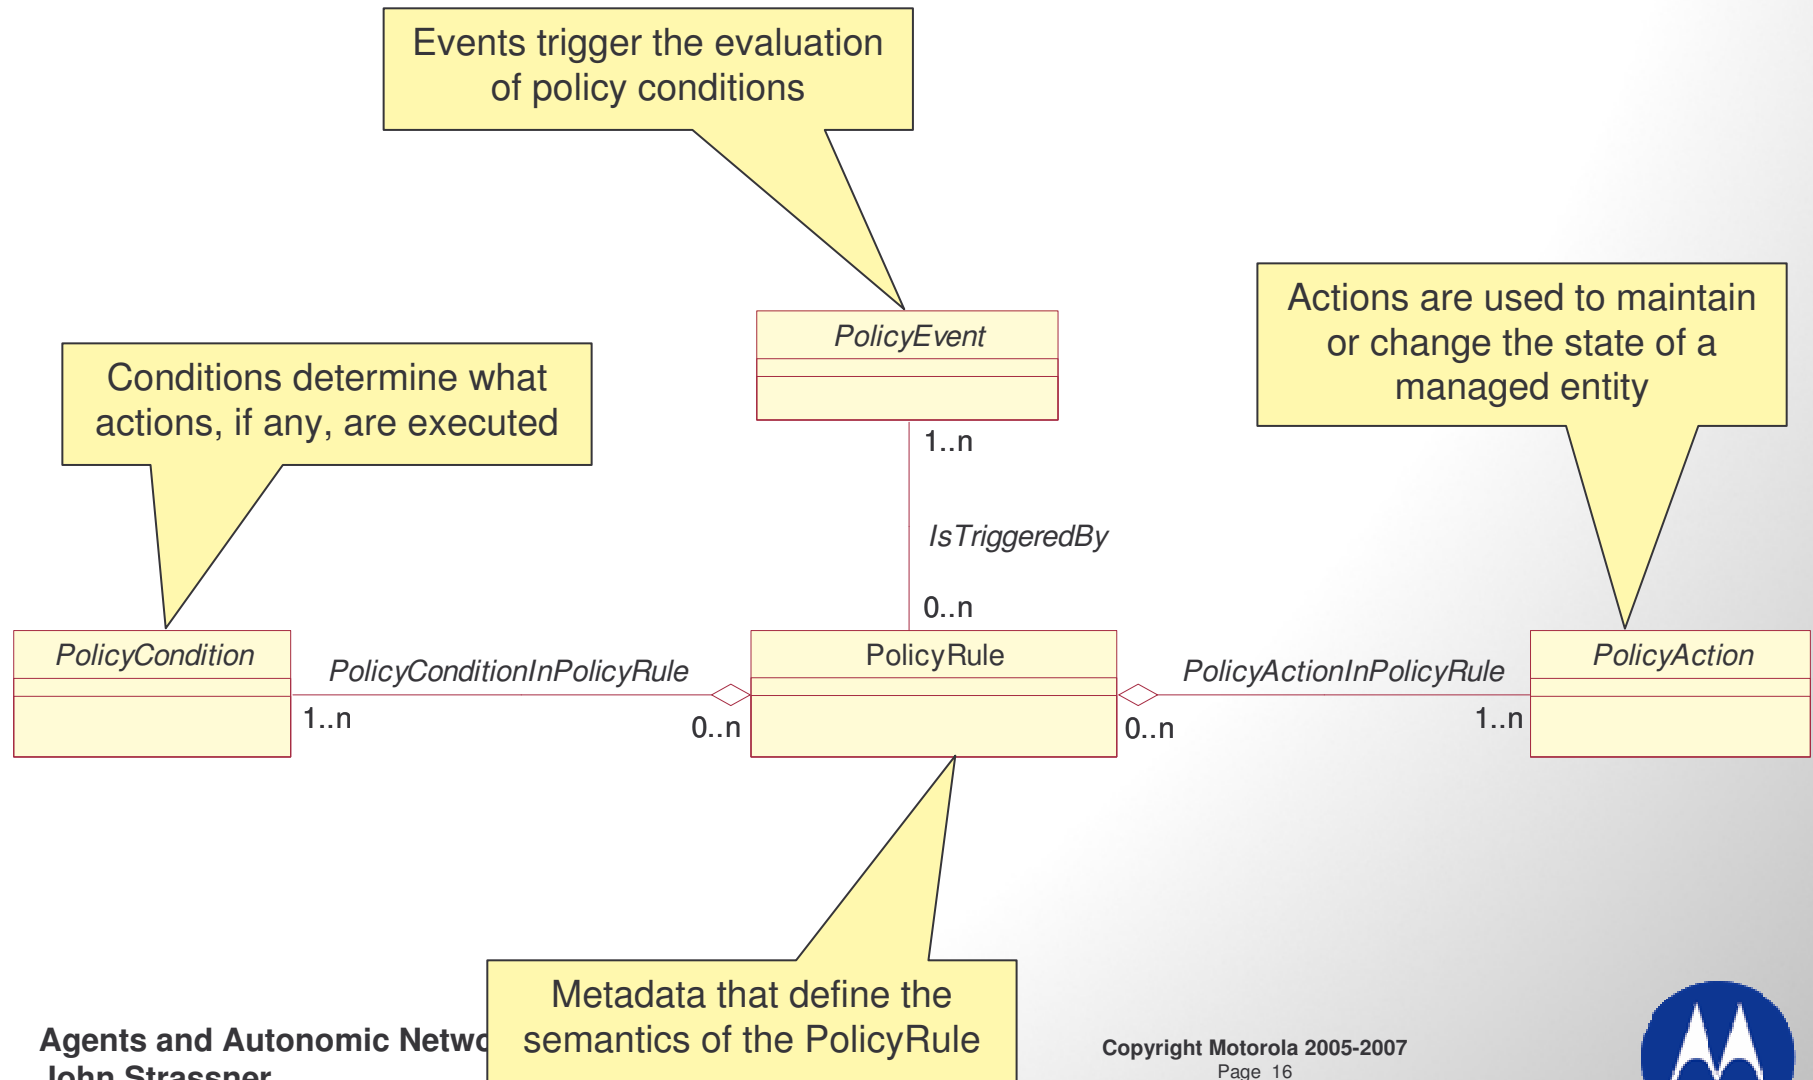 Events trigger the evaluation
of policy conditions
Conditions determine what
actions, if any, are executed
PolicyEvent
Actions are used to maintain
or change the state of a
managed entity
1..n
IsTriggeredBy
0..n
PolicyCondition
PolicyConditionInPolicyRule
1..n
0..n
PolicyRule
PolicyActionInPolicyRule
0..n
1..n
PolicyAction
Metadata that define the
semantics of the PolicyRule
Agents and Autonomic Netwo
John Strassner
Copyright Motorola 2005-2007
Page 16